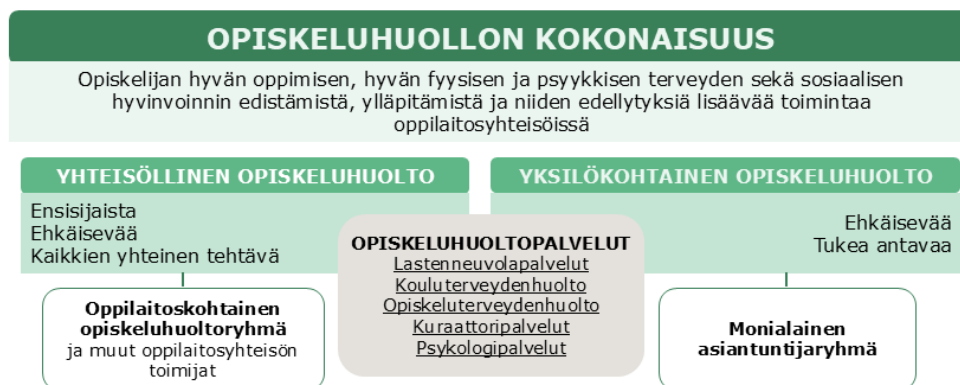 OPISKELUHUOLLON KOKONAISUUS
Opiskelijan hyvän oppimisen, hyvän fyysisen ja psyykkisen terveyden sekä sosiaalisen
hyvinvoinnin edistämistä, ylläpitämistä ja niiden edellytyksiä lisäävää toimintaa
oppilaitosyhteisöissä
YHTEISÖLLINEN OPISKELUHUOLTO
Ensisijaista
Ehkäisevää
Kaikkien yhteinen tehtävä
Oppilaitoskohtainen
opiskeluhuoltoryhmä
ja muut oppilaitosyhteisön
toimijat
OPISKELUHUOLTOPALVELUT
Lastenneuvolapalvelut
Kouluterveydenhuolto
Opiskeluterveydenhuolto
Kuraattoripalvelut
Psykologipalvelut
YKSILÖKOHTAINEN OPISKELUHUOLTO
Ehkäisevää
Tukea antavaa
Monialainen
asiantuntijaryhmä